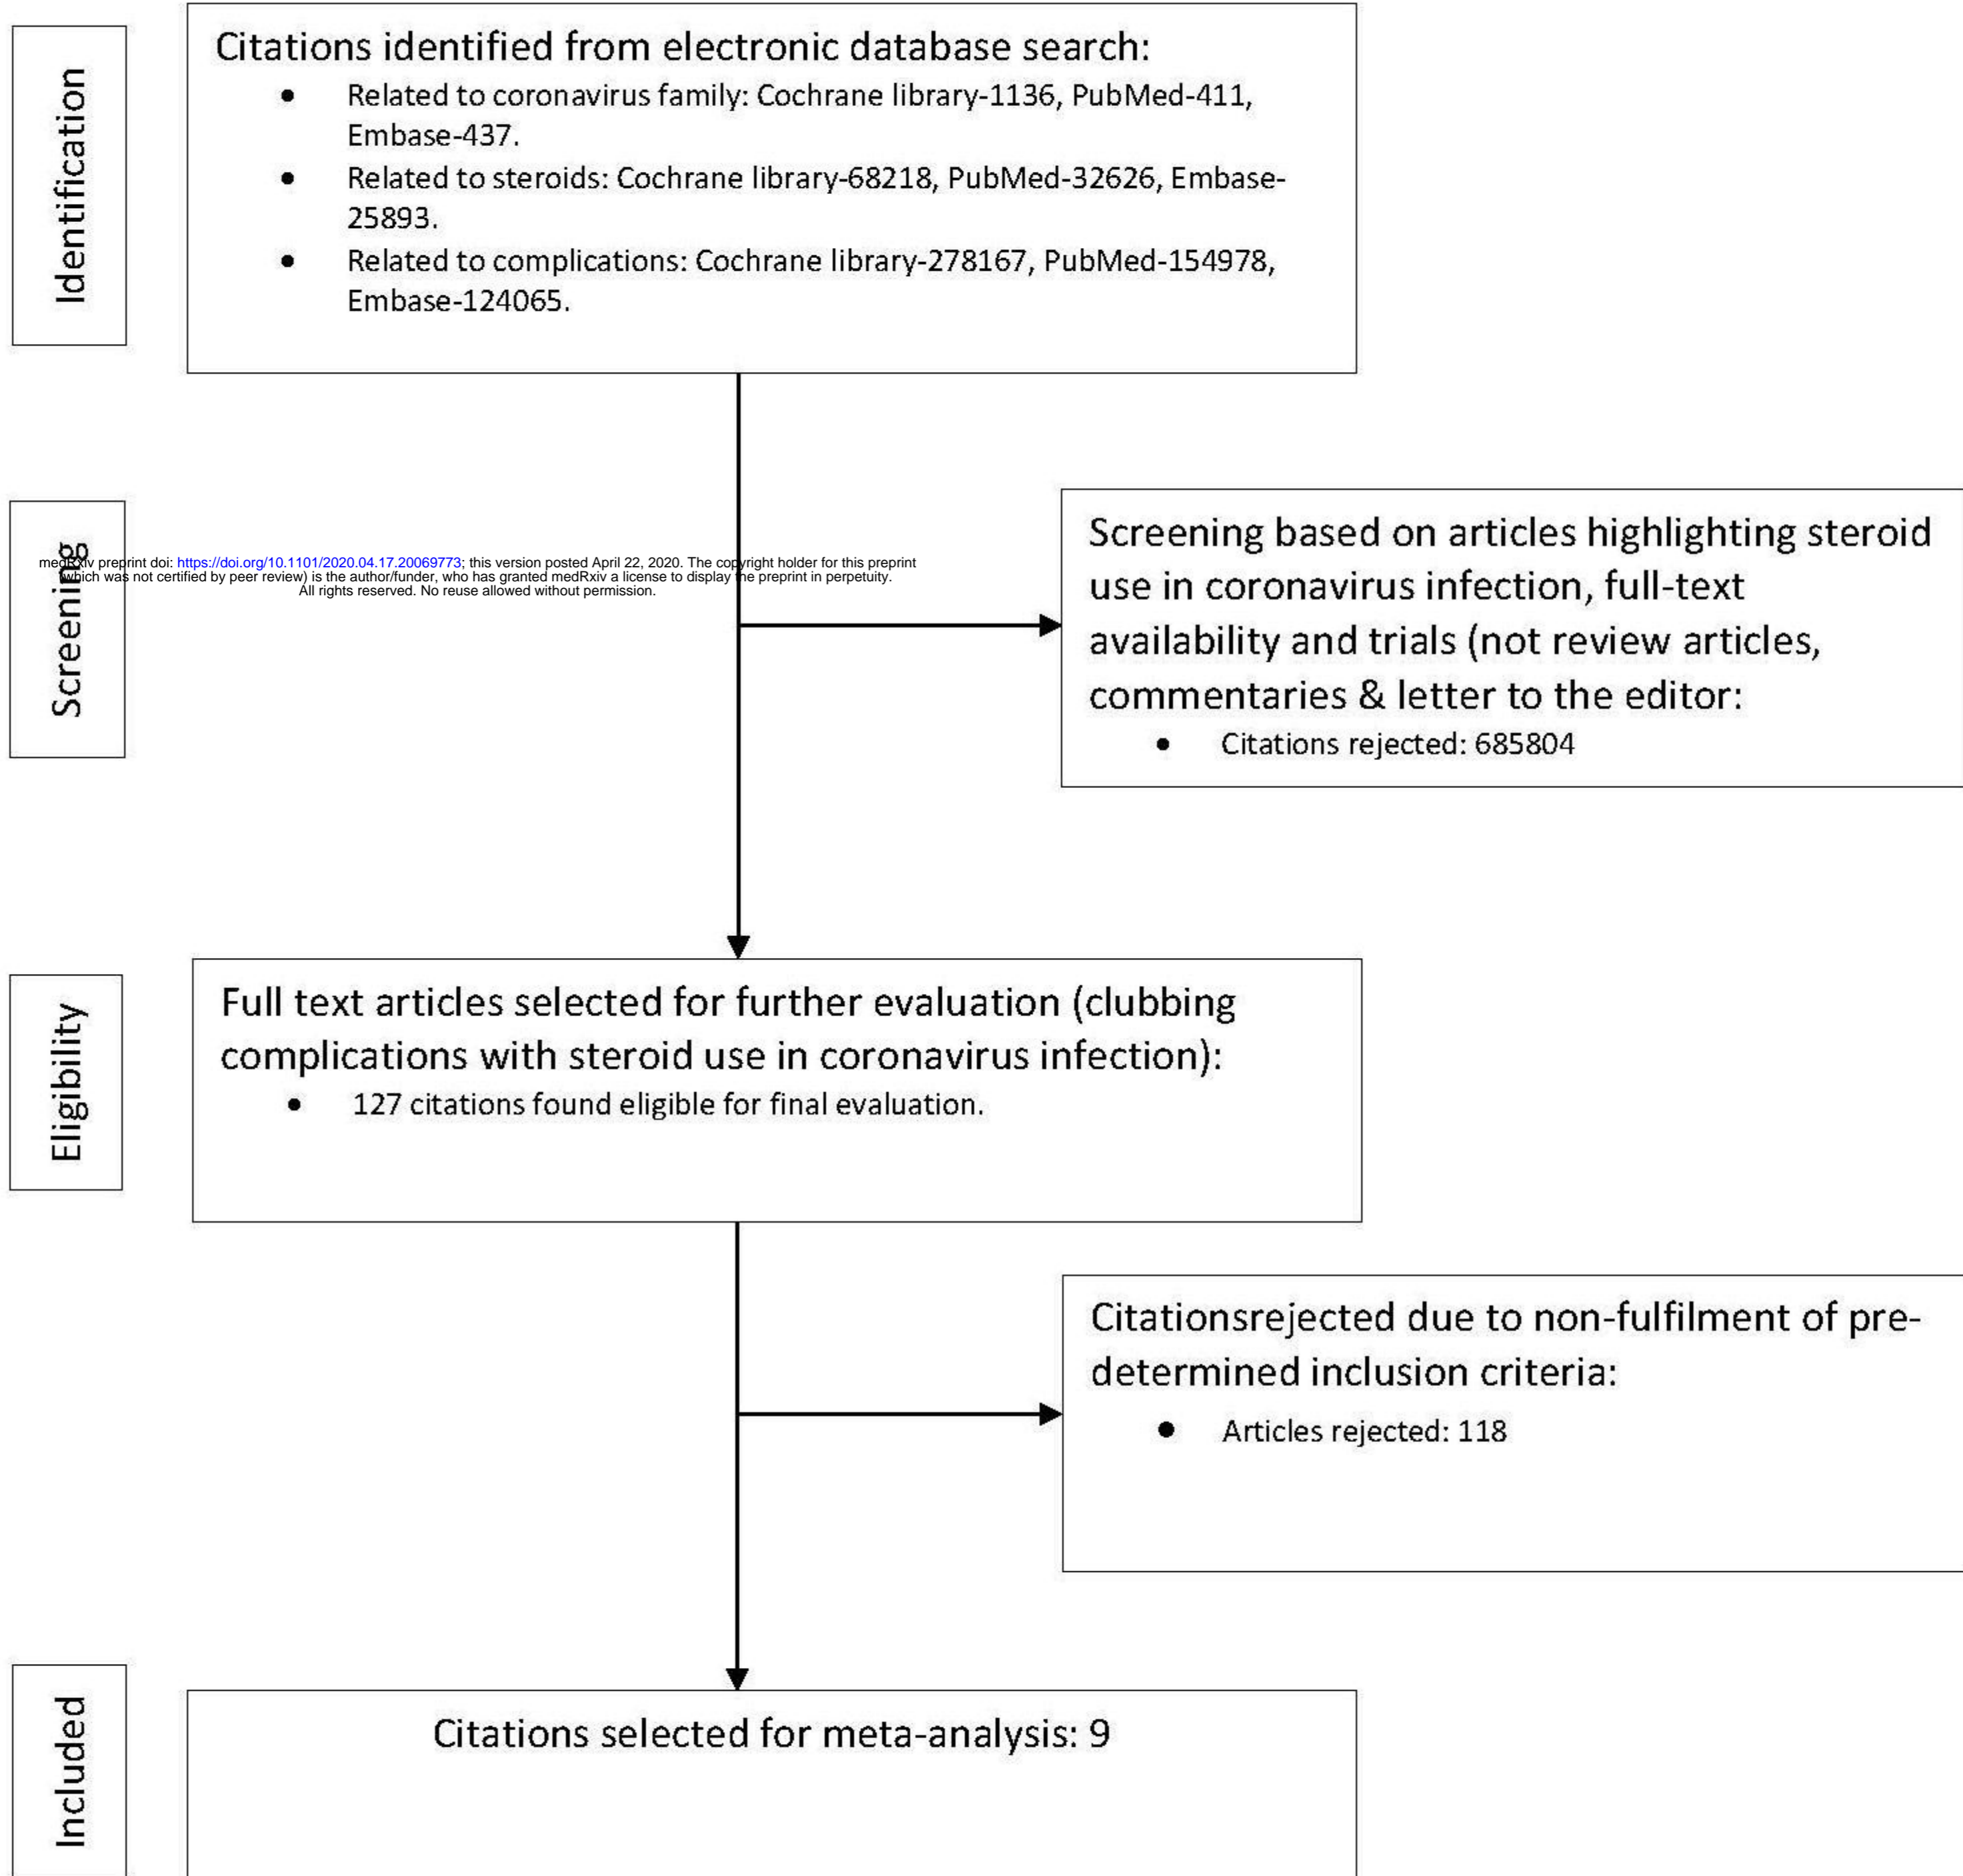 Identification
Citations identified from electronic database search:
• Related to coronavirus family: Cochrane library-1136, PubMed-411,
Embase-437.
• Related to steroids: Cochrane library-68218, PubMed-32626, Embase-
25893.
• Related to complications: Cochrane library-278167, PubMed-154978,
Embase-124065.
Screening
medRxiv preprint doi: https://doi.org/10.1101/2020.04.17.20069773; this version posted April 22, 2020. The copyright holder for this preprint
(which was not certified by peer review) is the author/funder, who has granted medRxiv a license to display the preprint in perpetuity.
All rights reserved. No reuse allowed without permission.
Screening based on articles highlighting steroid
use in coronavirus infection, full-text
availability and trials (not review articles,
commentaries & letter to the editor:
• Citations rejected: 685804
Eligibility
Full text articles selected for further evaluation (clubbing
complications with steroid use in coronavirus infection):
• 127 citations found eligible for final evaluation.
Citationsrejected due to non-fulfilment of pre-
determined inclusion criteria:
• Articles rejected: 118
Included
Citations selected for meta-analysis: 9